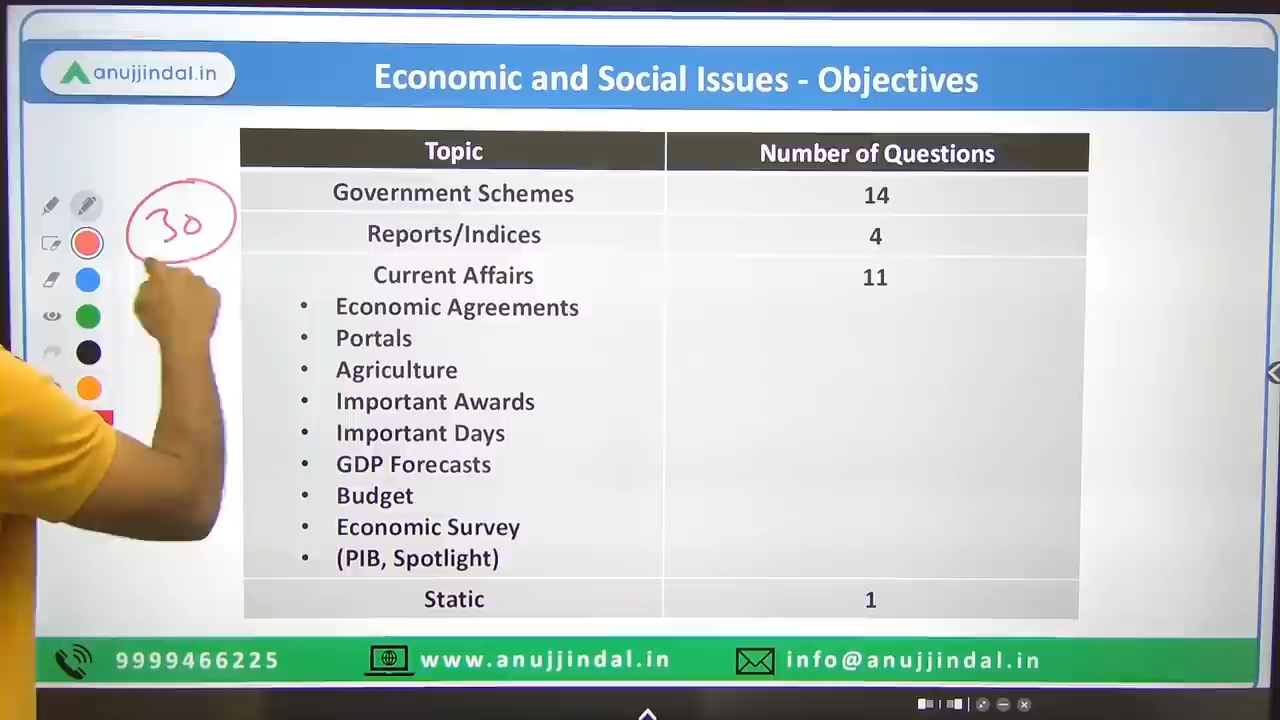 anujjindal.in
Economic and Social Issues - Objectives
Topic Number of Questions
Government Schemes 14
30
Reports/Indices 4
Current Affairs 11
• Economic Agreements
• Portals
• Agriculture
• Important Awards
• Important Days
• GDP Forecasts
• Budget
• Economic Survey
• (PIB, Spotlight)
Static 1
9999466225 www.anujjindal.in info@anujjindal.in